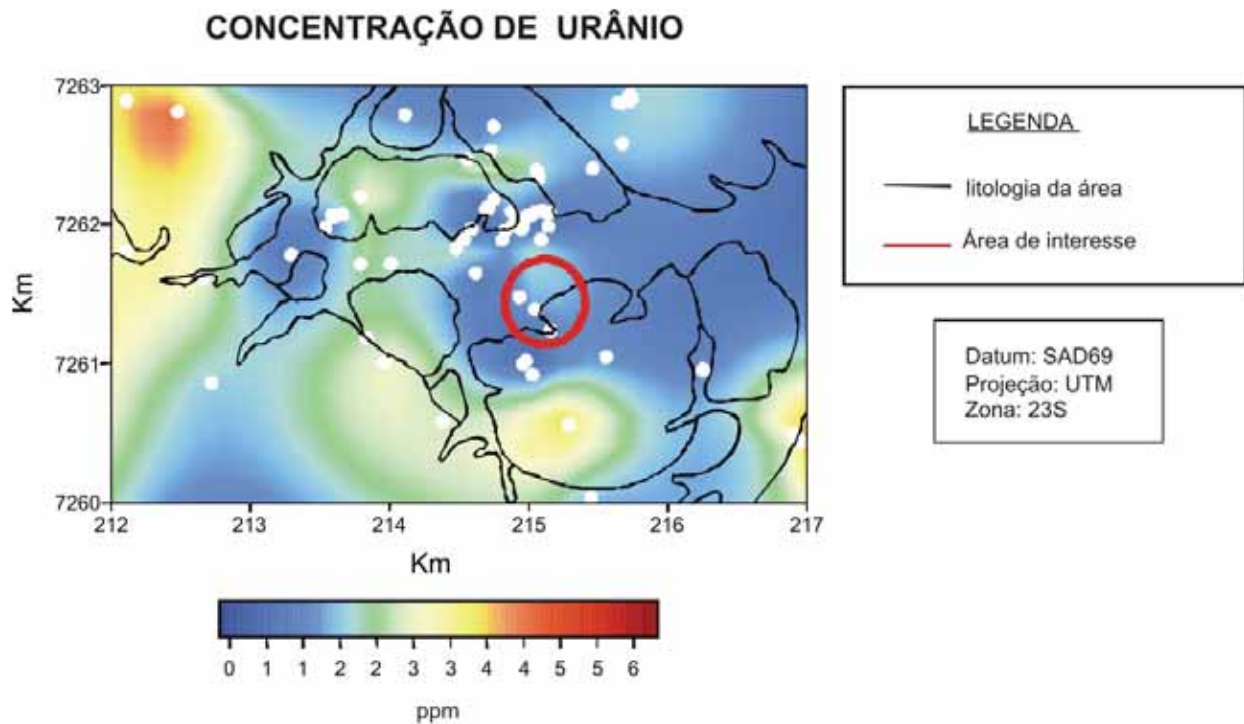 CONCENTRAÇÃO DE URÂNIO
7263
7262
7261
7260
Km
212 213 214 215 216 217
Km
0 1 1 2 2 3 3 4 4 5 5 6
ppm
LEGENDA
litologia da área
Área de interesse
Datum: SAD69
Projeção: UTM
Zona: 23S